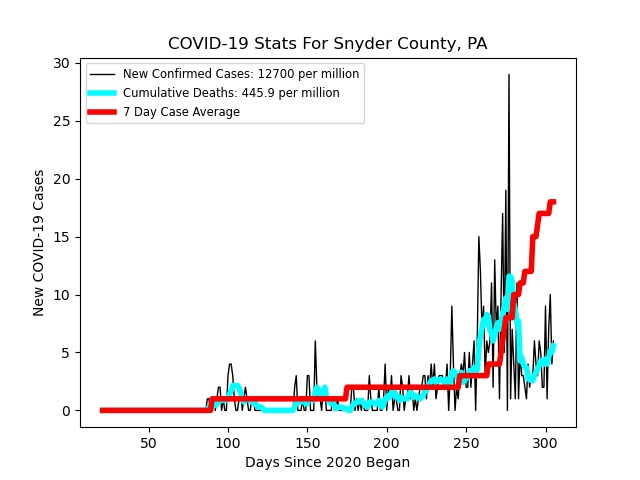 COVID-19 Stats For Snyder County, PA
30
25
20
15
10
5
0
New COVID-19 Cases
New Confirmed Cases: 12700 per million
Cumulative Deaths: 445.9 per million
7 Day Case Average
50 100 150 200 250 300
Days Since 2020 Began